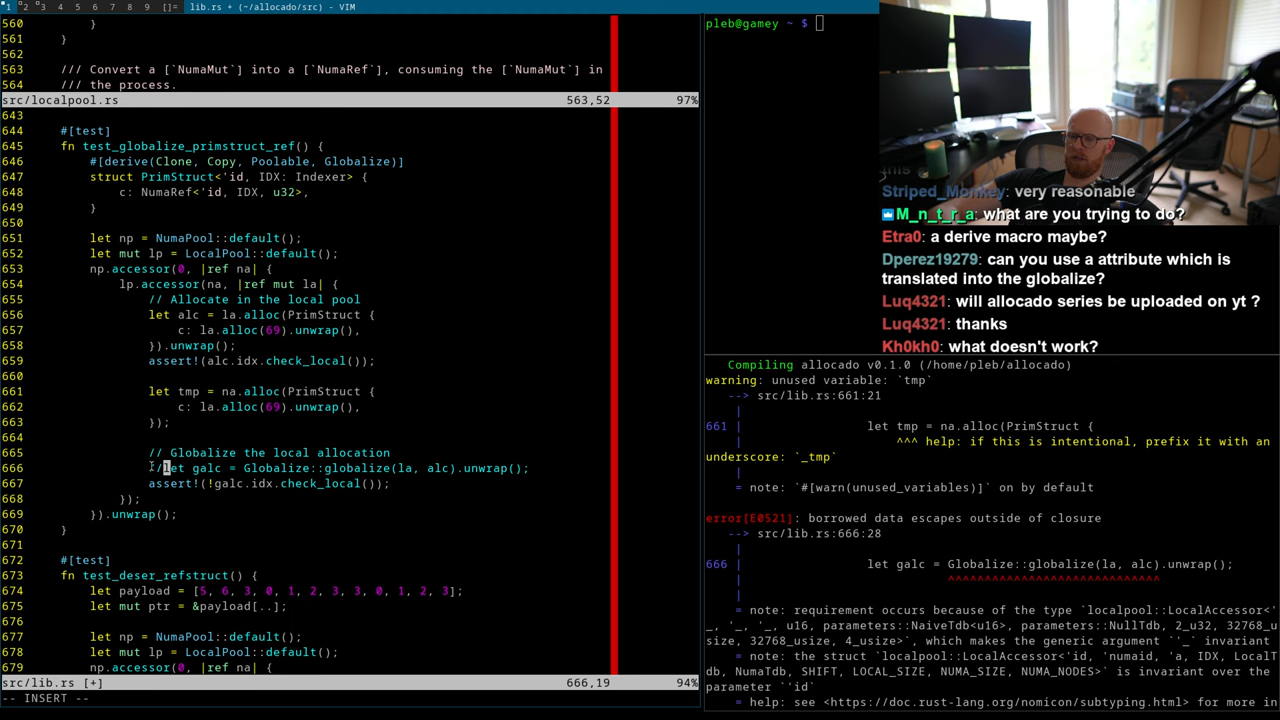 1 2 3 4 5 6 7 8 9 []= lib.rs + (~/allocado/src) - VIM
560 }
561 }
562
563 /// Convert a [`NumaMut`] into a [`NumaRef`], consuming the [`NumaMut`] in
564 /// the process.
src/localpool.rs 563,52 97%
643
644 #[test]
645 fn test_globalize_primstruct_ref() {
646 #[derive(Clone, Copy, Poolable, Globalize)]
647 struct PrimStruct<'id, IDX: Indexer> {
648 c: NumaRef<'id, IDX, u32>,
649 }
650
651 let np = NumaPool::default();
652 let mut lp = LocalPool::default();
653 np.accessor(0, |ref na| {
654 lp.accessor(na, |ref mut la| {
655 // Allocate in the local pool
656 let alc = la.alloc(PrimStruct {
657 c: la.alloc(69).unwrap(),
658 }).unwrap();
659 assert!(alc.idx.check_local());
660
661 let tmp = na.alloc(PrimStruct {
662 c: la.alloc(69).unwrap(),
663 });
664
665 // Globalize the local allocation
666 //let galc = Globalize::globalize(la, alc).unwrap();
667 assert!(!galc.idx.check_local());
668 });
669 }).unwrap();
670 }
671
672 #[test]
673 fn test_deser_refstruct() {
674 let payload = [5, 6, 3, 0, 1, 2, 3, 3, 0, 1, 2, 3];
675 let mut ptr = &payload[..];
676
677 let np = NumaPool::default();
678 let mut lp = LocalPool::default();
679 np.accessor(0, |ref na| {
src/lib.rs [+] 666,19 94%
-- INSERT --
pleb@gamey ~ $
this
Striped_Monkey: very reasonable
M_n_t_r_a: what are you trying to do?
Etra0: a derive macro maybe?
Dperez19279: can you use a attribute which is
translated into the globalize?
Luq4321: will allocado series be uploaded on yt ?
Luq4321: thanks
Kh0kh0: what doesn't work?
Compiling allocado v0.1.0 (/home/pleb/allocado)
warning: unused variable: `tmp`
--> src/lib.rs:661:21
|
661 | let tmp = na.alloc(PrimStruct {
| ^^^ help: if this is intentional, prefix it with an
underscore: `_tmp`
|
= note: `#[warn(unused_variables)]` on by default
error[E0521]: borrowed data escapes outside of closure
--> src/lib.rs:666:28
|
666 | let galc = Globalize::globalize(la, alc).unwrap();
| ^^^^^^^^^^^^^^^^^^^^^^^^^^^^^
|
= note: requirement occurs because of the type `localpool::LocalAccessor<'
_, '_, '_, u16, parameters::NaiveTdb<u16>, parameters::NullTdb, 2_u32, 32768_u
size, 32768_usize, 4_usize>`, which makes the generic argument `'_` invariant
= note: the struct `localpool::LocalAccessor<'id, 'numaid, 'a, IDX, LocalT
db, NumaTdb, SHIFT, LOCAL_SIZE, NUMA_SIZE, NUMA_NODES>` is invariant over the
parameter `'id`
= help: see <https://doc.rust-lang.org/nomicon/subtyping.html> for more in